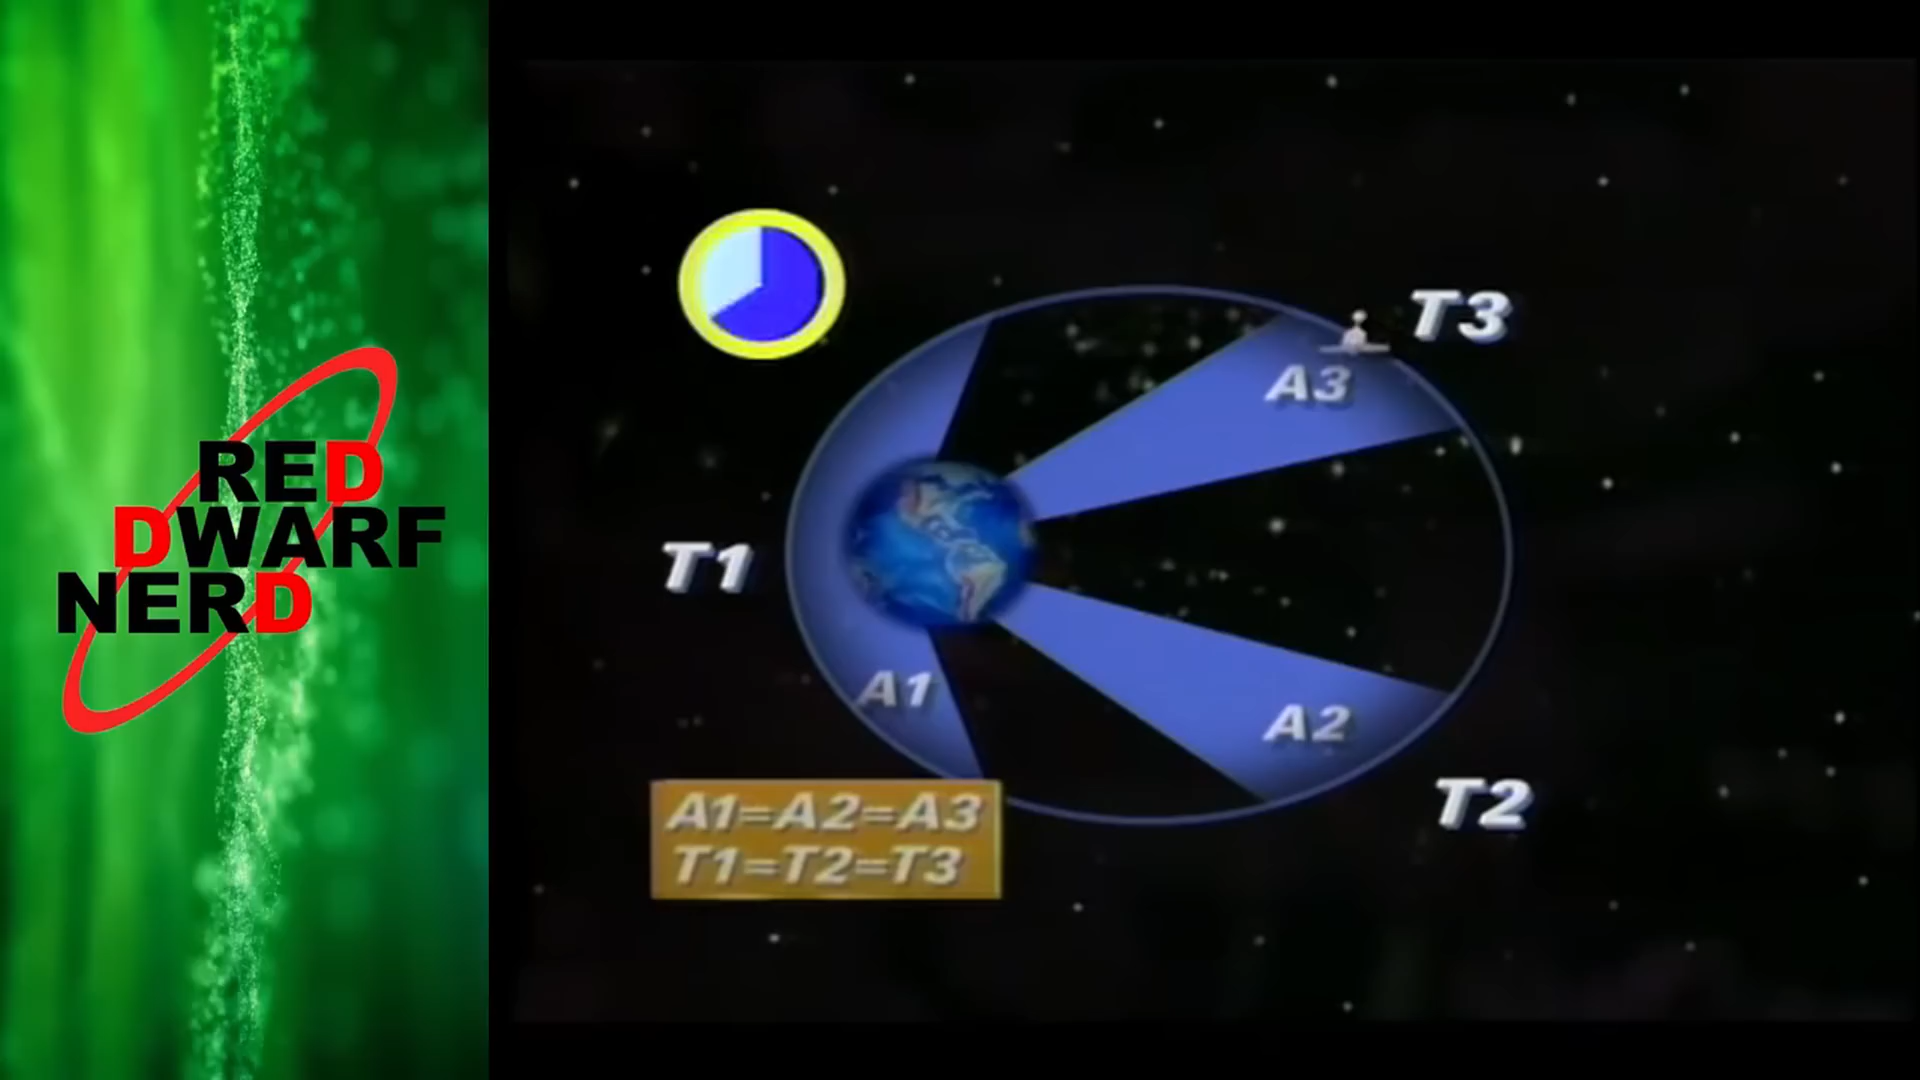 RED
DWARF
NERD
T3
A3
T1
A1
A2
T2
A1=A2=A3
T1=T2=T3